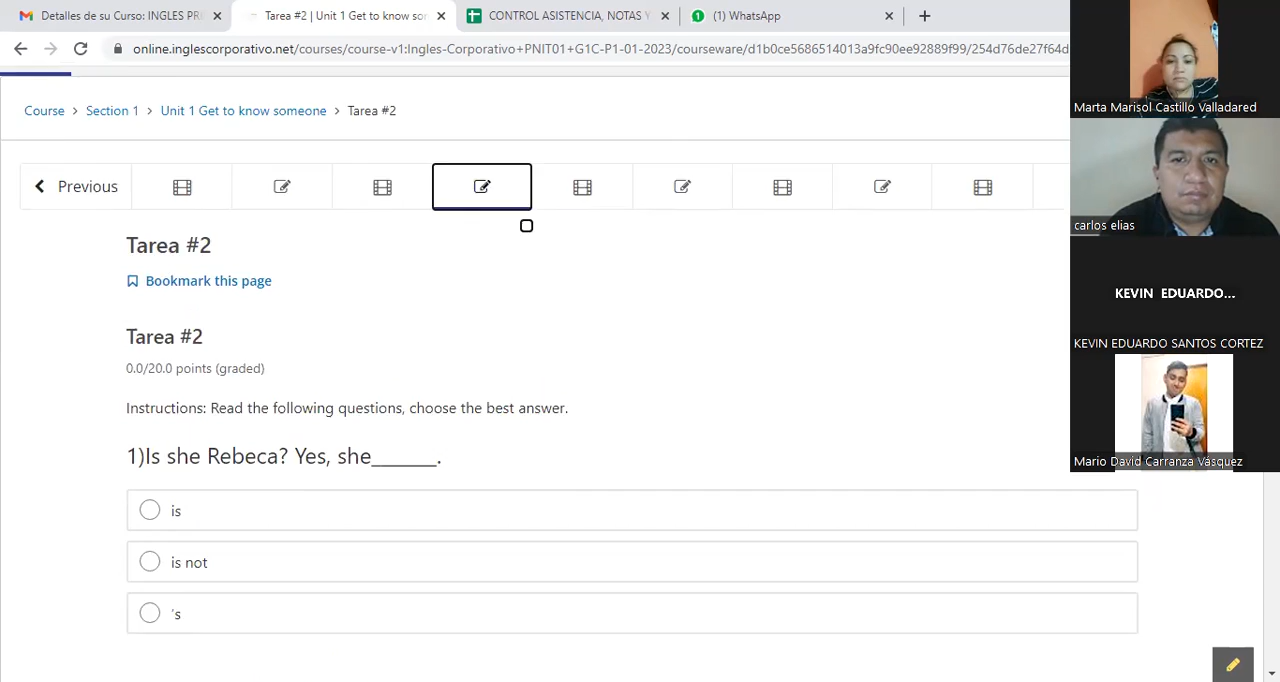 Detalles de su Curso: INGLES PRI
Tarea #2 | Unit 1 Get to know so
CONTROL ASISTENCIA, NOTAS Y
(1) WhatsApp
online.inglescorporativo.net/courses/course-v1:Ingles-Corporativo+PNIT01+G1C-P1-01-2023/courseware/d1b0ce5686514013a9fc90ee92889f99/254d76de27f64d
Course > Section 1 > Unit 1 Get to know someone > Tarea #2
Previous
Tarea #2
Bookmark this page
Tarea #2
0.0/20.0 points (graded)
Instructions: Read the following questions, choose the best answer.
1)Is she Rebeca? Yes, she_______.
is
is not
´s
Marta Marisol Castillo Valladared
carlos elias
KEVIN EDUARDO...
KEVIN EDUARDO SANTOS CORTEZ
Mario David Carranza Vásquez